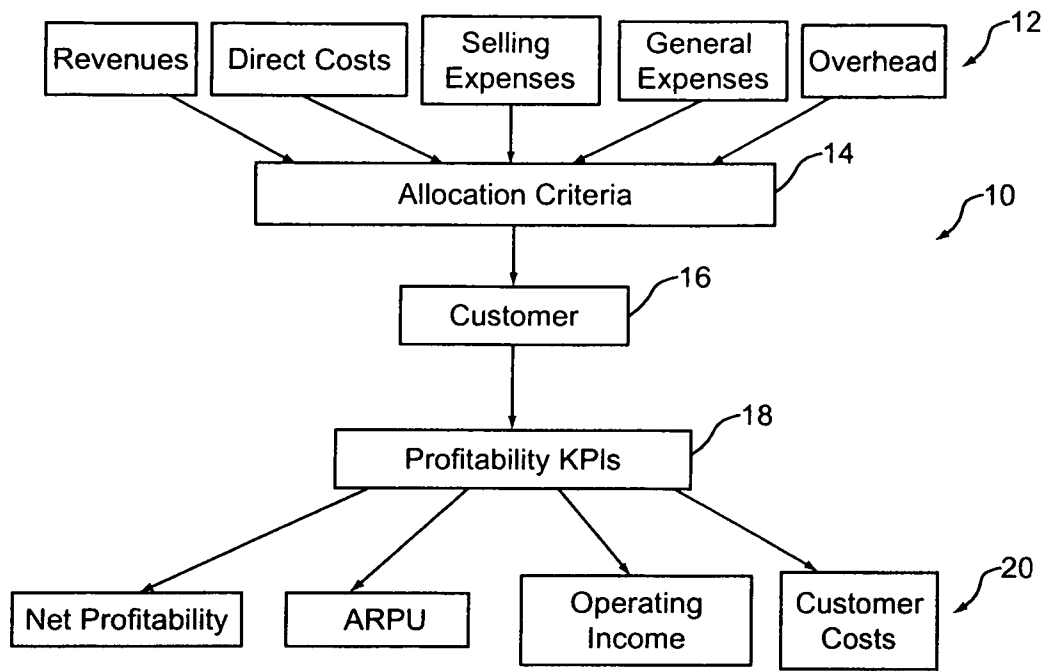 Revenues
Direct Costs
Selling
Expenses
General
Expenses
Overhead
12
Allocation Criteria
14
10
Customer
16
Profitability KPIs
18
Net Profitability
ARPU
Operating
Income
Customer
Costs
20